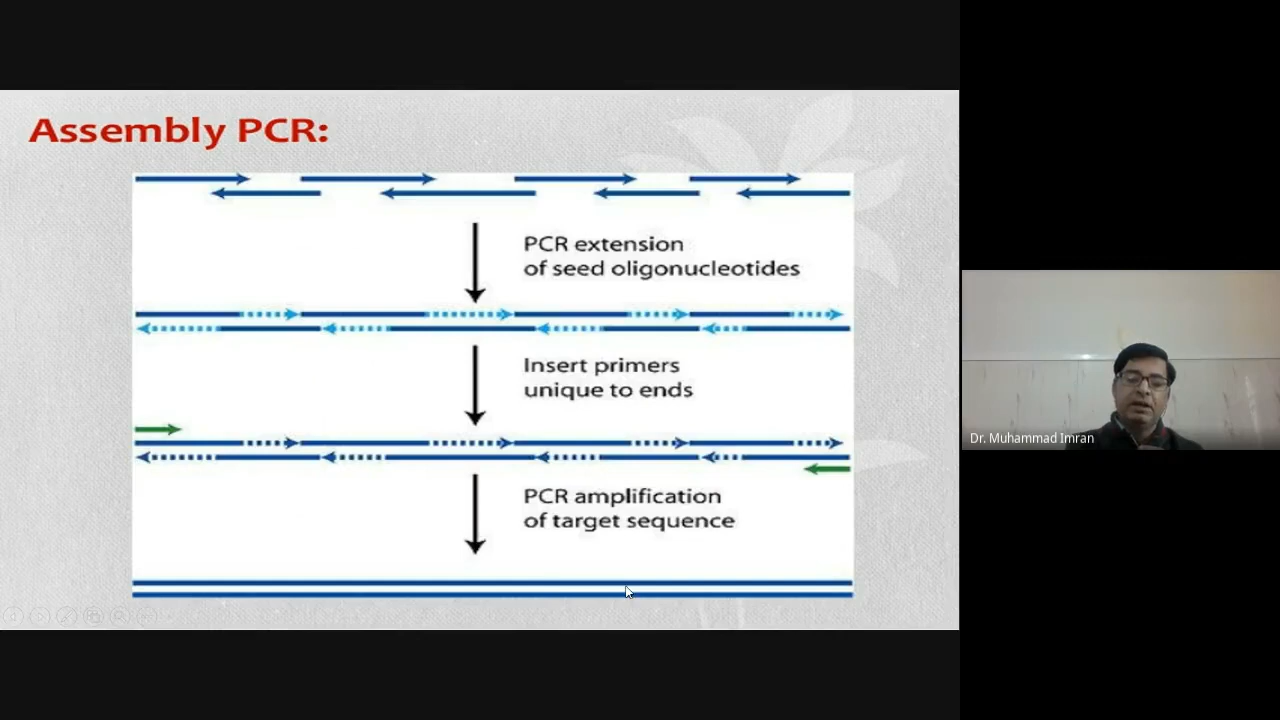 Assembly PCR:
PCR extension
of seed oligonucleotides
Insert primers
unique to ends
PCR amplification
of target sequence
Dr. Muhammad Imran